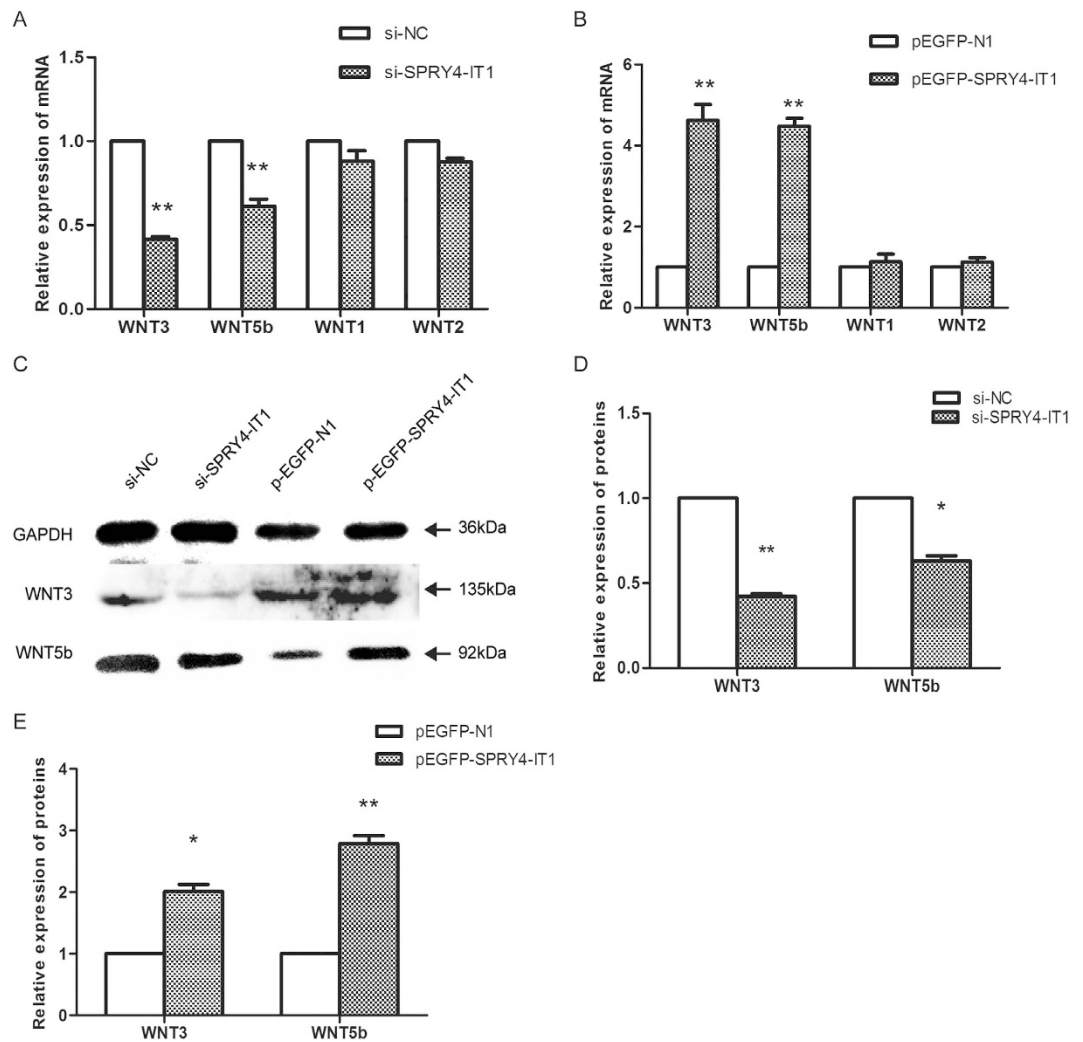 A
si-NC
si-SPRY4-IT1
Relative expression of mRNA
1.5
1.0
0.5
0.0
**
**
WNT3 WNT5b WNT1 WNT2
B
pEGFP-N1
pEGFP-SPRY4-IT1
Relative expression of mRNA
6
4
2
0
**
**
WNT3 WNT5b WNT1 WNT2
C
si-NC
si-SPRY4-IT1
p-EGFP-N1
p-EGFP-SPRY4-IT1
GAPDH
36kDa
WNT3
135kDa
WNT5b
92kDa
D
si-NC
si-SPRY4-IT1
Relative expression of proteins
1.5
1.0
0.5
0.0
**
*
WNT3 WNT5b
E
pEGFP-N1
pEGFP-SPRY4-IT1
Relative expression of proteins
4
3
2
1
0
*
**
WNT3 WNT5b